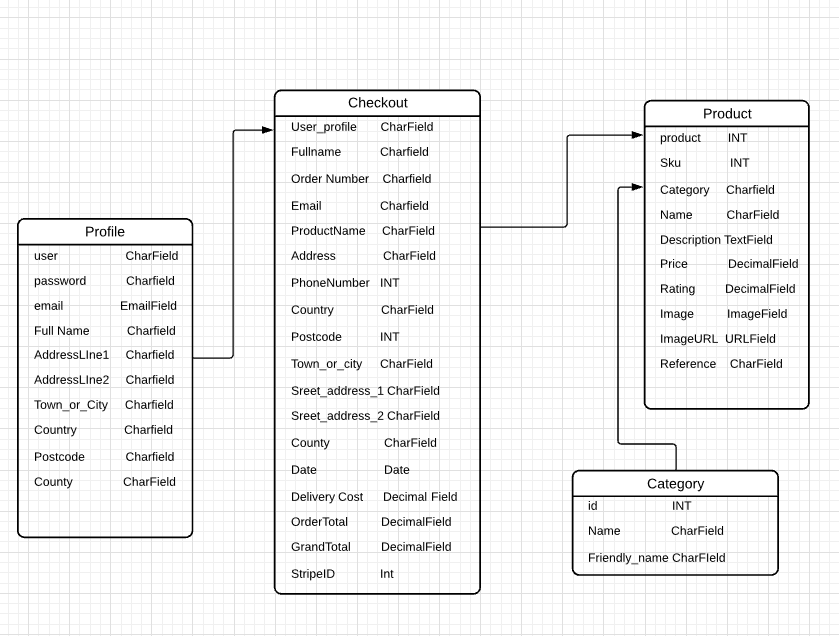 Profile
user CharField
password Charfield
email EmailField
Full Name Charfield
AddressLIne1 Charfield
AddressLIne2 Charfield
Town_or_City Charfield
Country Charfield
Postcode Charfield
County CharField
Checkout
User_profile CharField
Fullname Charfield
Order Number Charfield
Email Charfield
ProductName CharField
Address CharField
PhoneNumber INT
Country CharField
Postcode INT
Town_or_city CharField
Sreet_address_1 CharField
Sreet_address_2 CharField
County CharField
Date Date
Delivery Cost Decimal Field
OrderTotal DecimalField
GrandTotal DecimalField
StripeID Int
Product
product INT
Sku INT
Category Charfield
Name CharField
Description TextField
Price DecimalField
Rating DecimalField
Image ImageField
ImageURL URLField
Reference CharField
Category
id INT
Name CharField
Friendly_name CharFIeld